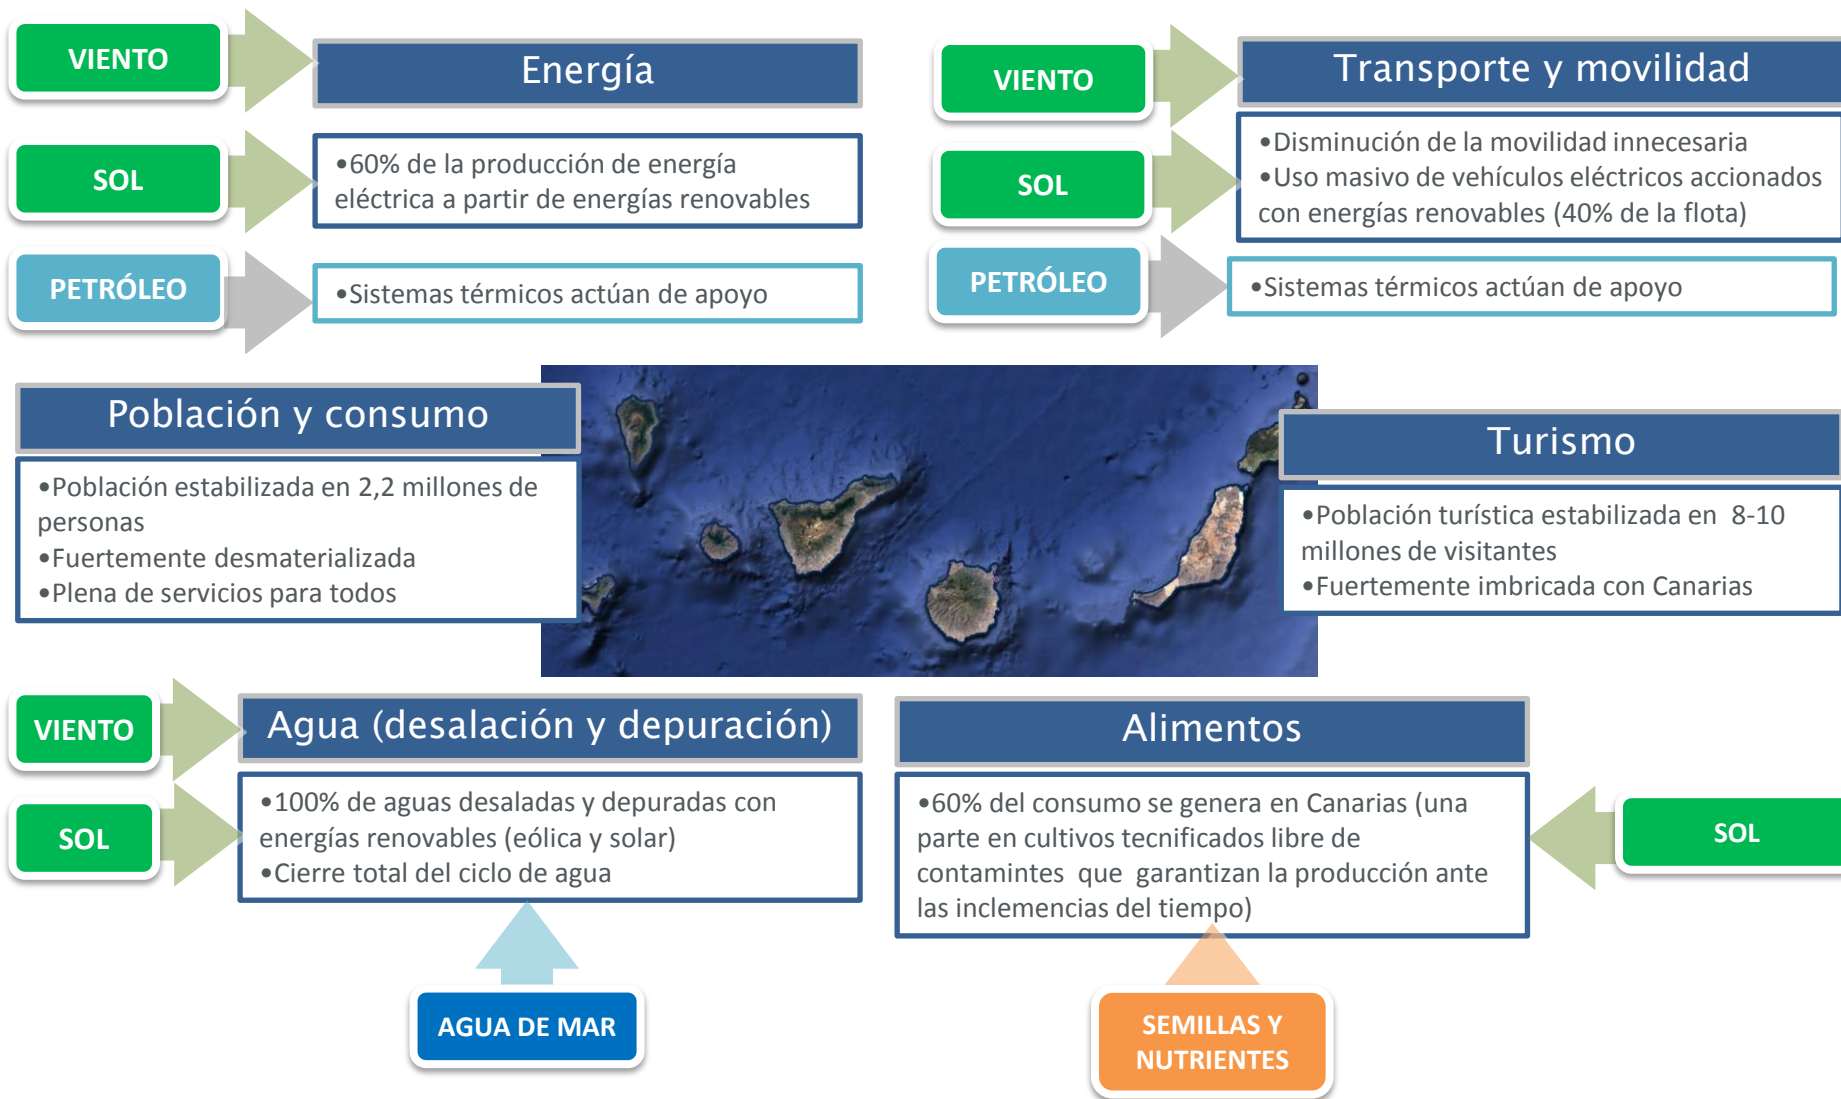 VIENTO
Energía
SOL
•60% de la producción de energía
eléctrica a partir de energías renovables
PETRÓLEO
•Sistemas térmicos actúan de apoyo
VIENTO
Transporte y movilidad
SOL
•Disminución de la movilidad innecesaria
•Uso masivo de vehículos eléctricos accionados
con energías renovables (40% de la flota)
PETRÓLEO
•Sistemas térmicos actúan de apoyo
Población y consumo
•Población estabilizada en 2,2 millones de
personas
•Fuertemente desmaterializada
•Plena de servicios para todos
Turismo
•Población turística estabilizada en 8-10
millones de visitantes
•Fuertemente imbricada con Canarias
VIENTO
Agua (desalación y depuración)
SOL
•100% de aguas desaladas y depuradas con
energías renovables (eólica y solar)
•Cierre total del ciclo de agua
AGUA DE MAR
Alimentos
•60% del consumo se genera en Canarias (una
parte en cultivos tecnificados libre de
contamintes que garantizan la producción ante
las inclemencias del tiempo)
SOL
SEMILLAS Y
NUTRIENTES